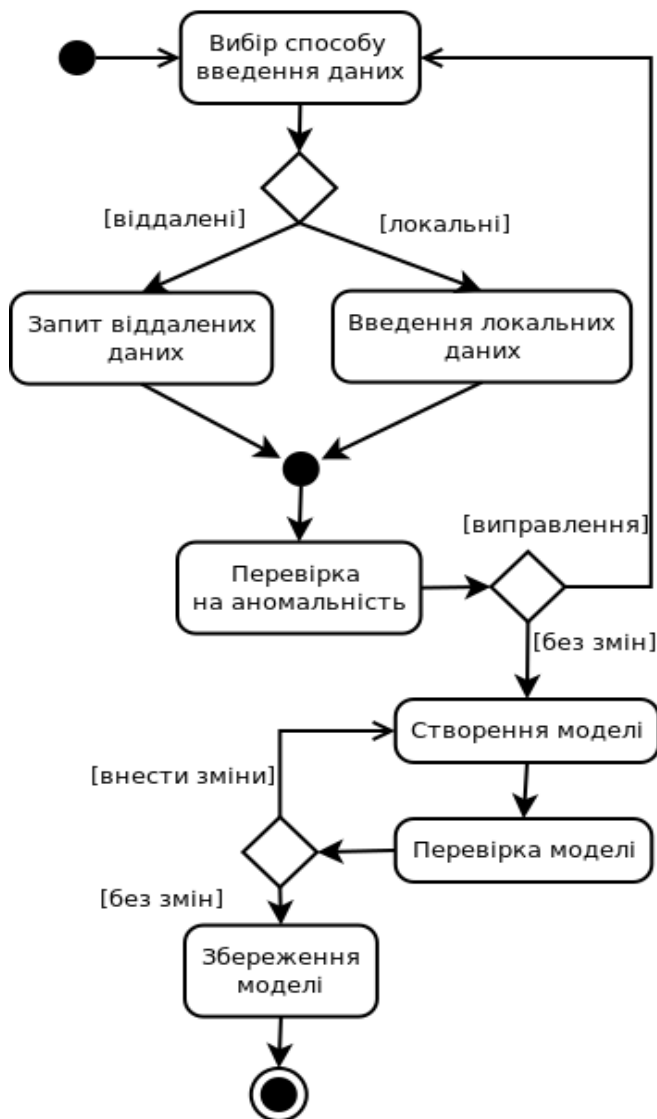 Вибір способу
введення даних
[віддалені]
[локальні]
Запит віддалених
даних
Введення локальних
даних
[виправлення]
Перевірка
на аномальність
[без змін]
Створення моделі
[внести зміни]
Перевірка моделі
[без змін]
Збереження
моделі